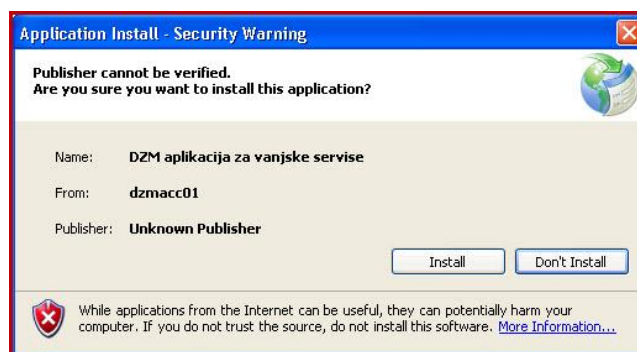 Application Install - Security Warning
Publisher cannot be verified.
Are you sure you want to install this application?
Name: DZM aplikacija za vanjske servise
From: dzmacc01
Publisher: Unknown Publisher
Install Don't Install
While applications from the Internet can be useful, they can potentially harm your
computer. If you do not trust the source, do not install this software. More Information...